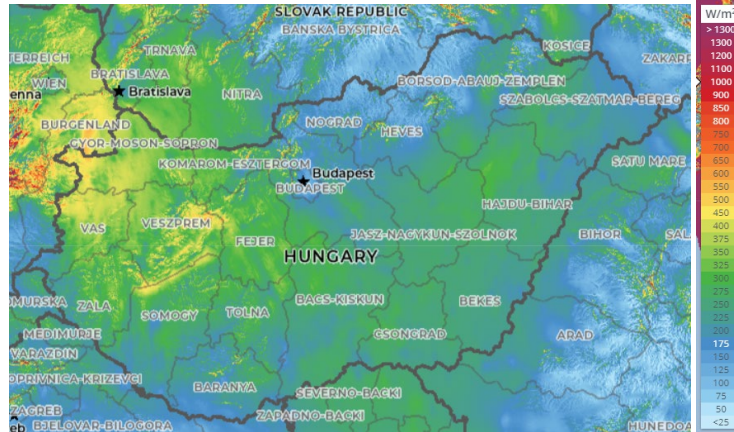 SLOVAK REPUBLIC
BANSKA BYSTRICA
TRNAVA
KOSICE
TERREICH
ZAKAR
WIEN
BRATISLAVA
enna
Bratislava
NITRA
BORSOD-ABAUJ-ZEMPLEN
SZABOLCS-SZATMAR-BEREG
BURGENLAND
NOGRAD
HEVES
GYOR-MOSON-SOPRON
KOMAROM-ESZTERGOM
SATU MARE
Budapest
BUDAPEST
HAJDU-BIHAR
VAS
VESZPREM
FEJER
JASZ-NAGYKUN-SZOLNOK
BIHOR
SAL
HUNGARY
OMURSKA
ZALA
SOMOGY
TOLNA
BACS-KISKUN
BEKES
MEDIMURJE
CSONGRAD
ARAD
VARAZDIN
OPRIVNICA-KRIZEVCI
BARANYA
SEVERNO-BACKI
ZAGREB
ZAPADNO-BACKI
eb
BJELOVAR-BILOGORA
HUNEDOA
W/m²
> 1300
1300
1200
1100
1000
900
850
800
750
700
650
600
550
500
450
400
375
350
325
300
275
250
225
200
175
150
125
100
75
50
<25